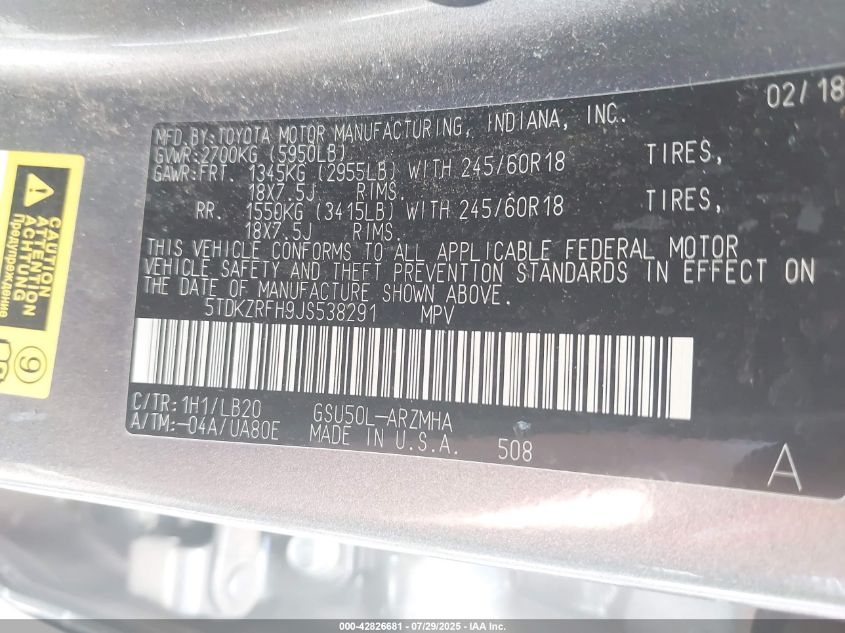 02/18
MFD.BY:TOYOTA MOTOR MANUFACTURING, INDIANA, INC.
GVWR:2700KG (5950LB)
GAWR:FRT. 1345KG (2955LB) WITH 245/60R18 TIRES,
18X7.5J RIMS.
RR. 1550KG (3415LB) WITH 245/60R18 TIRES,
18X7.5J RIMS.
THIS VEHICLE CONFORMS TO ALL APPLICABLE FEDERAL MOTOR
VEHICLE SAFETY AND THEFT PREVENTION STANDARDS IN EFFECT ON
THE DATE OF MANUFACTURE SHOWN ABOVE.
5TDKZRFH9JS538291 MPV
C/TR:1H1/LB20 GSU50L-ARZMHA
A/TM:-04A/UA80E MADE IN U.S.A. 508
A
CAUTION
ATTENTION
ACHTUNG
Предупреждение
9
000-42826681 - 07/29/2025 - IAA Inc.